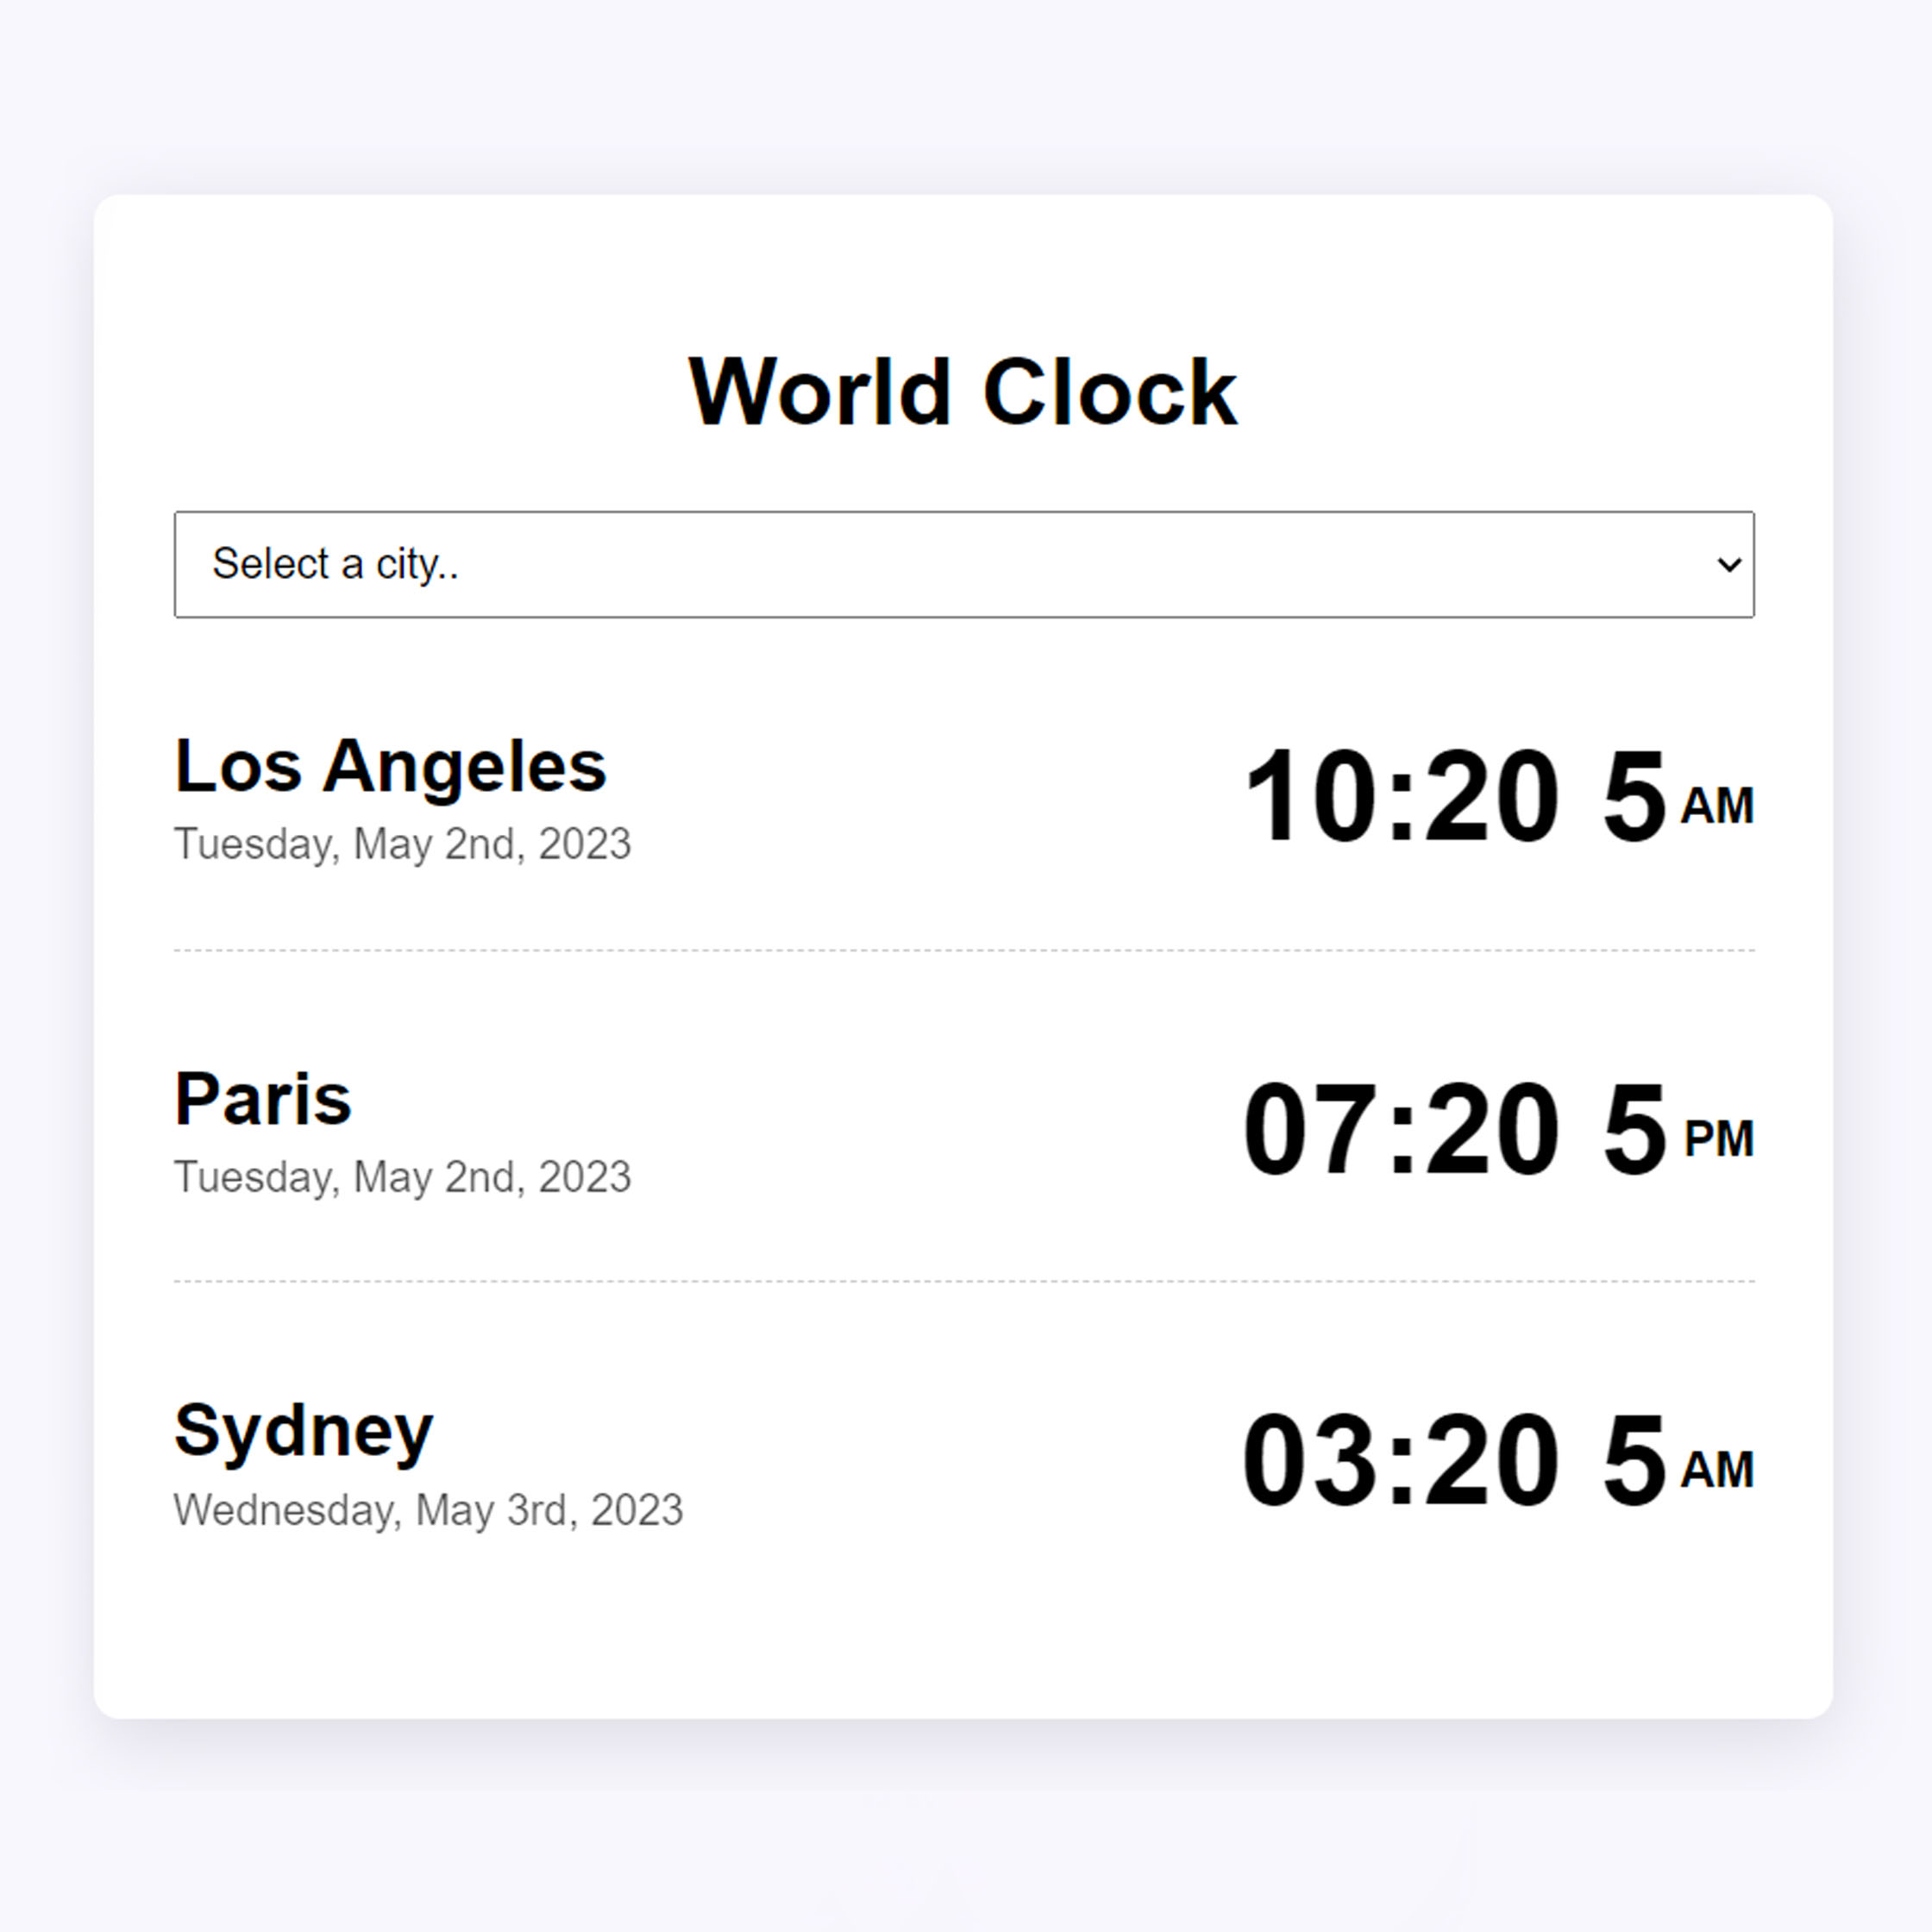 World Clock
Select a city..
Los Angeles
10:20 5 AM
Tuesday, May 2nd, 2023
Paris
07:20 5 PM
Tuesday, May 2nd, 2023
Sydney
03:20 5 AM
Wednesday, May 3rd, 2023